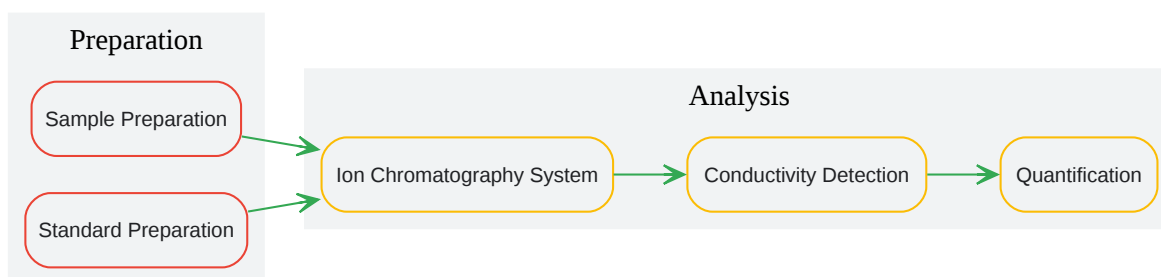 Preparation
Sample Preparation
Standard Preparation
Analysis
Ion Chromatography System
Conductivity Detection
Quantification